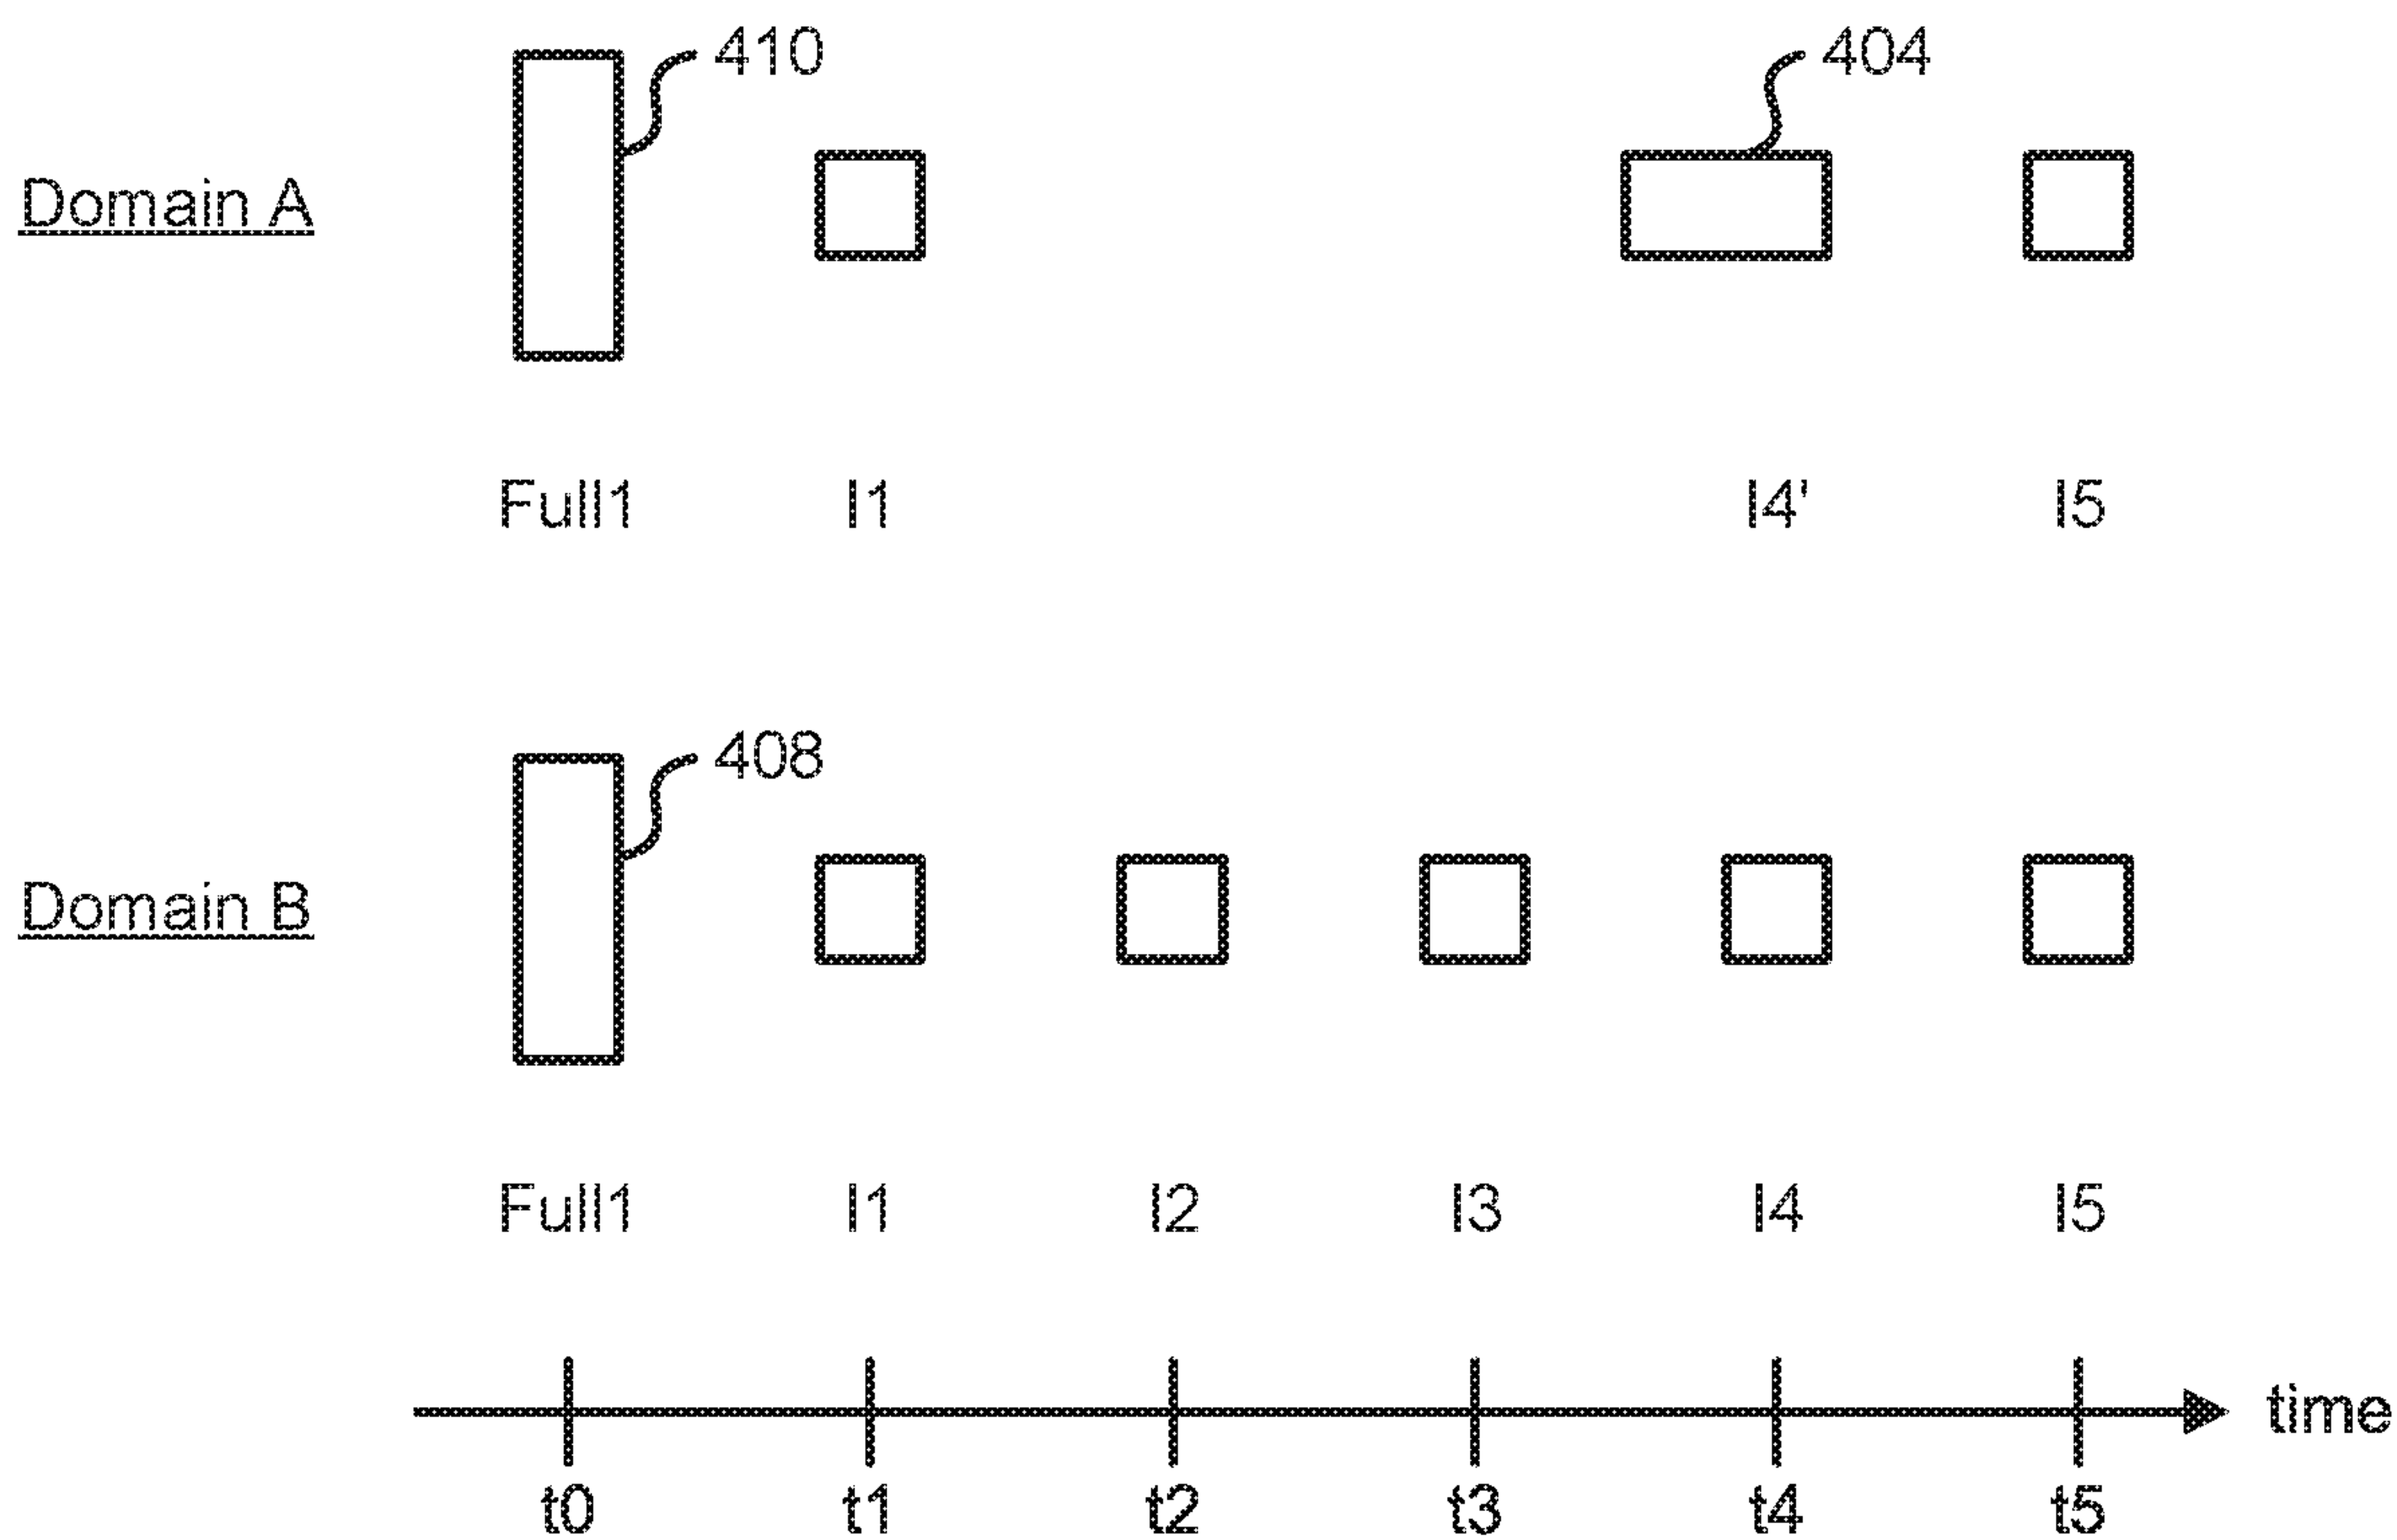 410 404
Domain A
Full1 I1 I4' I5
408
Domain B
Full1 I1 I2 I3 I4 I5
time
t0 t1 t2 t3 t4 t5